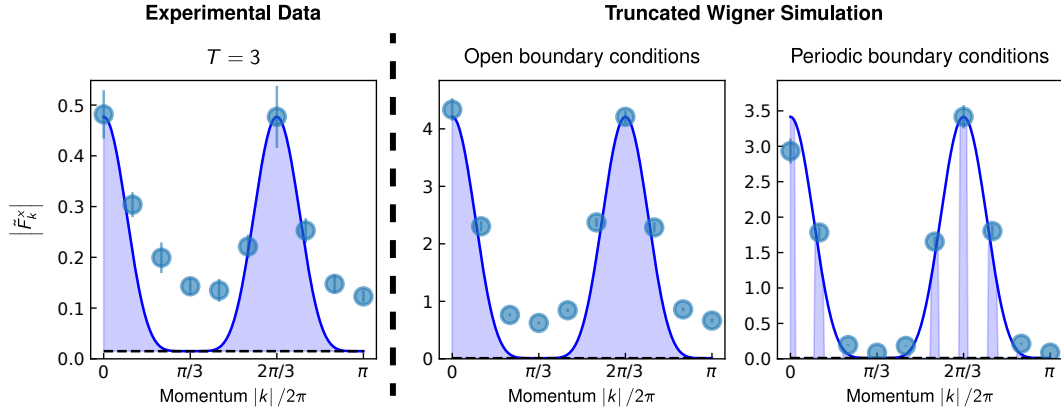 Experimental Data
Truncated Wigner Simulation
T = 3
Open boundary conditions
Periodic boundary conditions
|F̃ₖˣ|
0.5
0.4
0.3
0.2
0.1
0.0
0
π/3
2π/3
π
Momentum |k|/2π
4
3
2
1
0
0
π/3
2π/3
π
Momentum |k|/2π
3.5
3.0
2.5
2.0
1.5
1.0
0.5
0.0
0
π/3
2π/3
π
Momentum |k|/2π